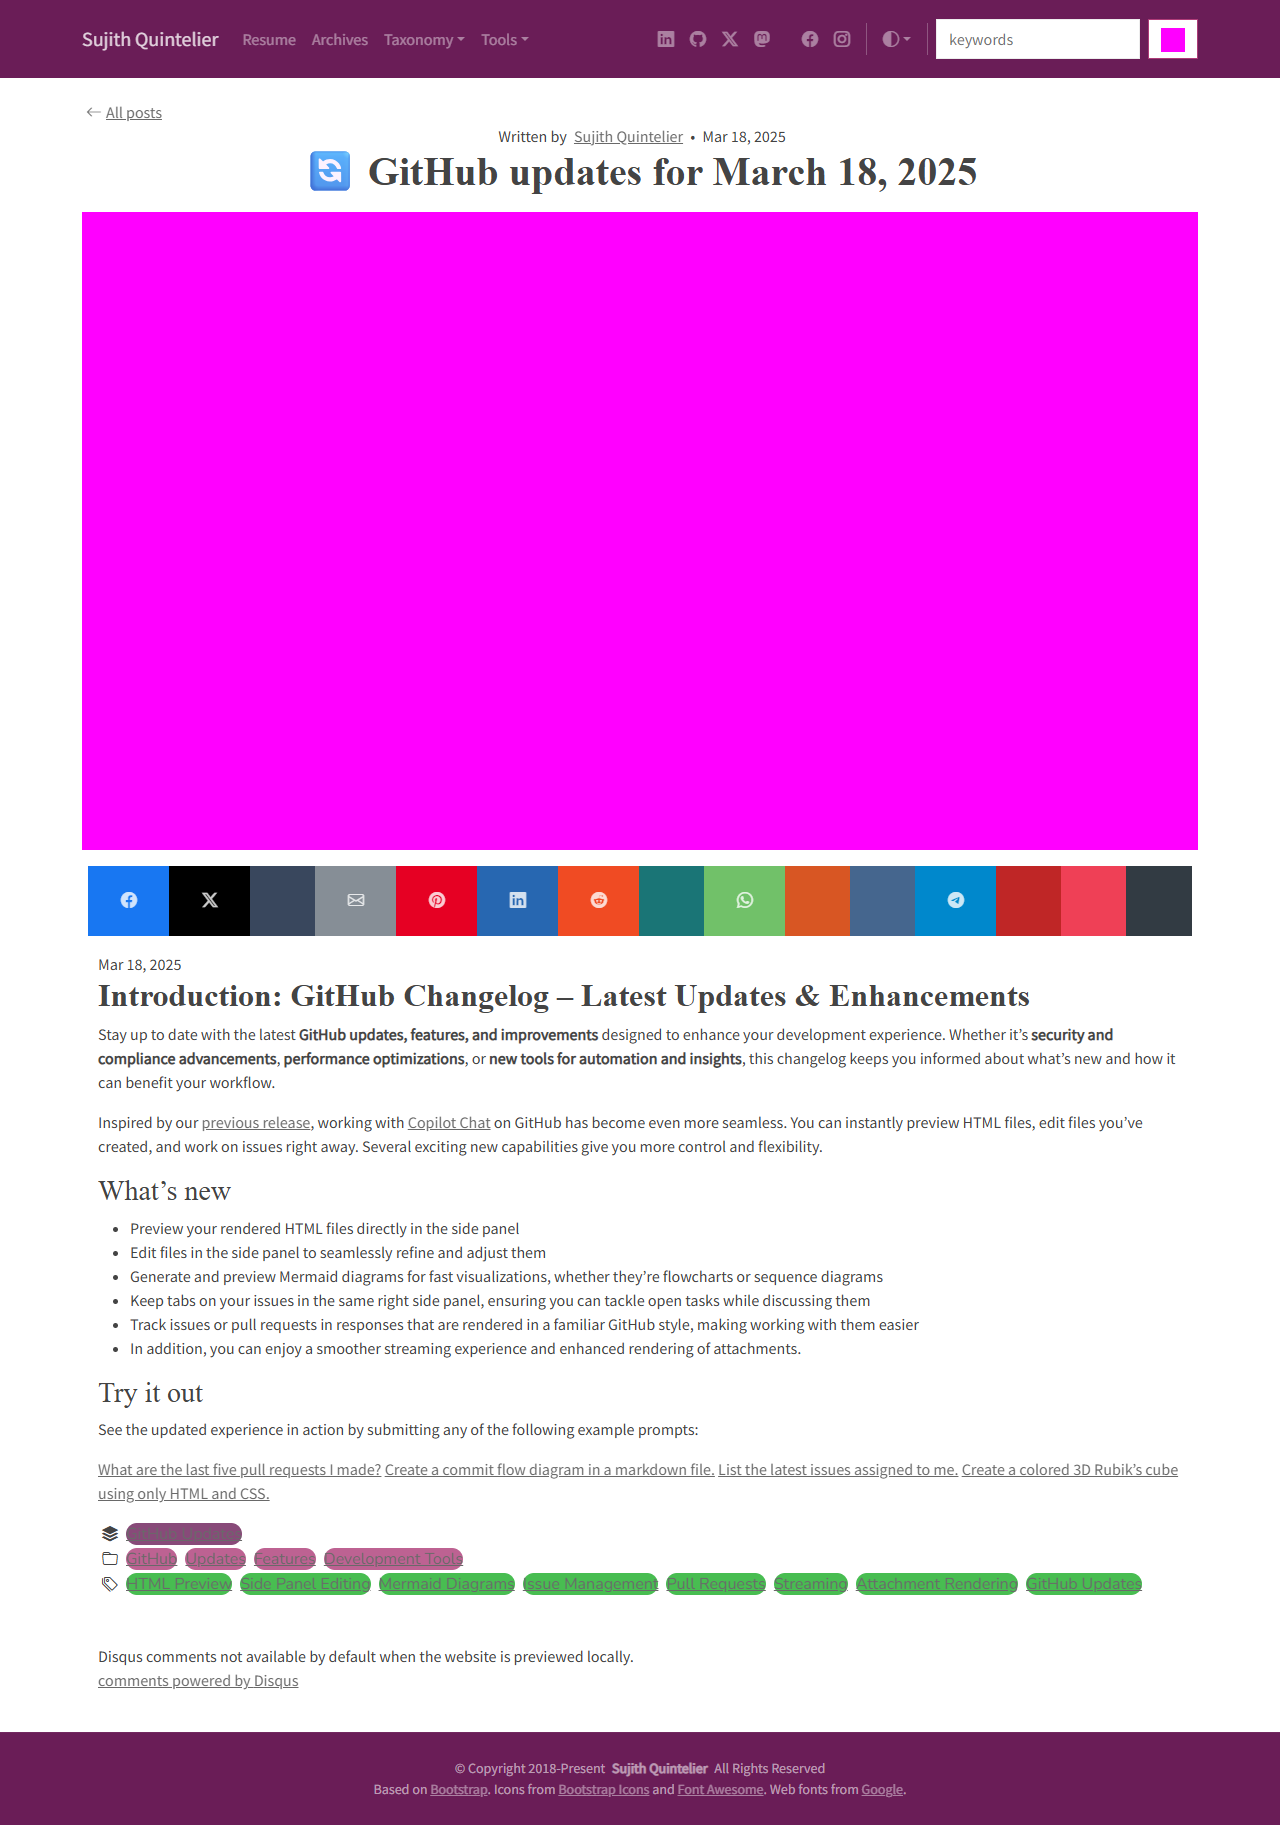 Sujith Quintelier Resume Archives Taxonomy Tools keywords
All posts
Written by Sujith Quintelier • Mar 18, 2025
GitHub updates for March 18, 2025
Mar 18, 2025
Introduction: GitHub Changelog – Latest Updates & Enhancements
Stay up to date with the latest GitHub updates, features, and improvements designed to enhance your development experience. Whether it’s security and
compliance advancements, performance optimizations, or new tools for automation and insights, this changelog keeps you informed about what’s new and how it
can benefit your workflow.
Inspired by our previous release, working with Copilot Chat on GitHub has become even more seamless. You can instantly preview HTML files, edit files you’ve
created, and work on issues right away. Several exciting new capabilities give you more control and flexibility.
What’s new
• Preview your rendered HTML files directly in the side panel
• Edit files in the side panel to seamlessly refine and adjust them
• Generate and preview Mermaid diagrams for fast visualizations, whether they’re flowcharts or sequence diagrams
• Keep tabs on your issues in the same right side panel, ensuring you can tackle open tasks while discussing them
• Track issues or pull requests in responses that are rendered in a familiar GitHub style, making working with them easier
• In addition, you can enjoy a smoother streaming experience and enhanced rendering of attachments.
Try it out
See the updated experience in action by submitting any of the following example prompts:
What are the last five pull requests I made? Create a commit flow diagram in a markdown file. List the latest issues assigned to me. Create a colored 3D Rubik’s cube
using only HTML and CSS.
GitHub Updates
GitHub Updates Features Development Tools
HTML Preview Side Panel Editing Mermaid Diagrams Issue Management Pull Requests Streaming Attachment Rendering GitHub Updates
Disqus comments not available by default when the website is previewed locally.
comments powered by Disqus
© Copyright 2018-Present Sujith Quintelier All Rights Reserved
Based on Bootstrap. Icons from Bootstrap Icons and Font Awesome. Web fonts from Google.